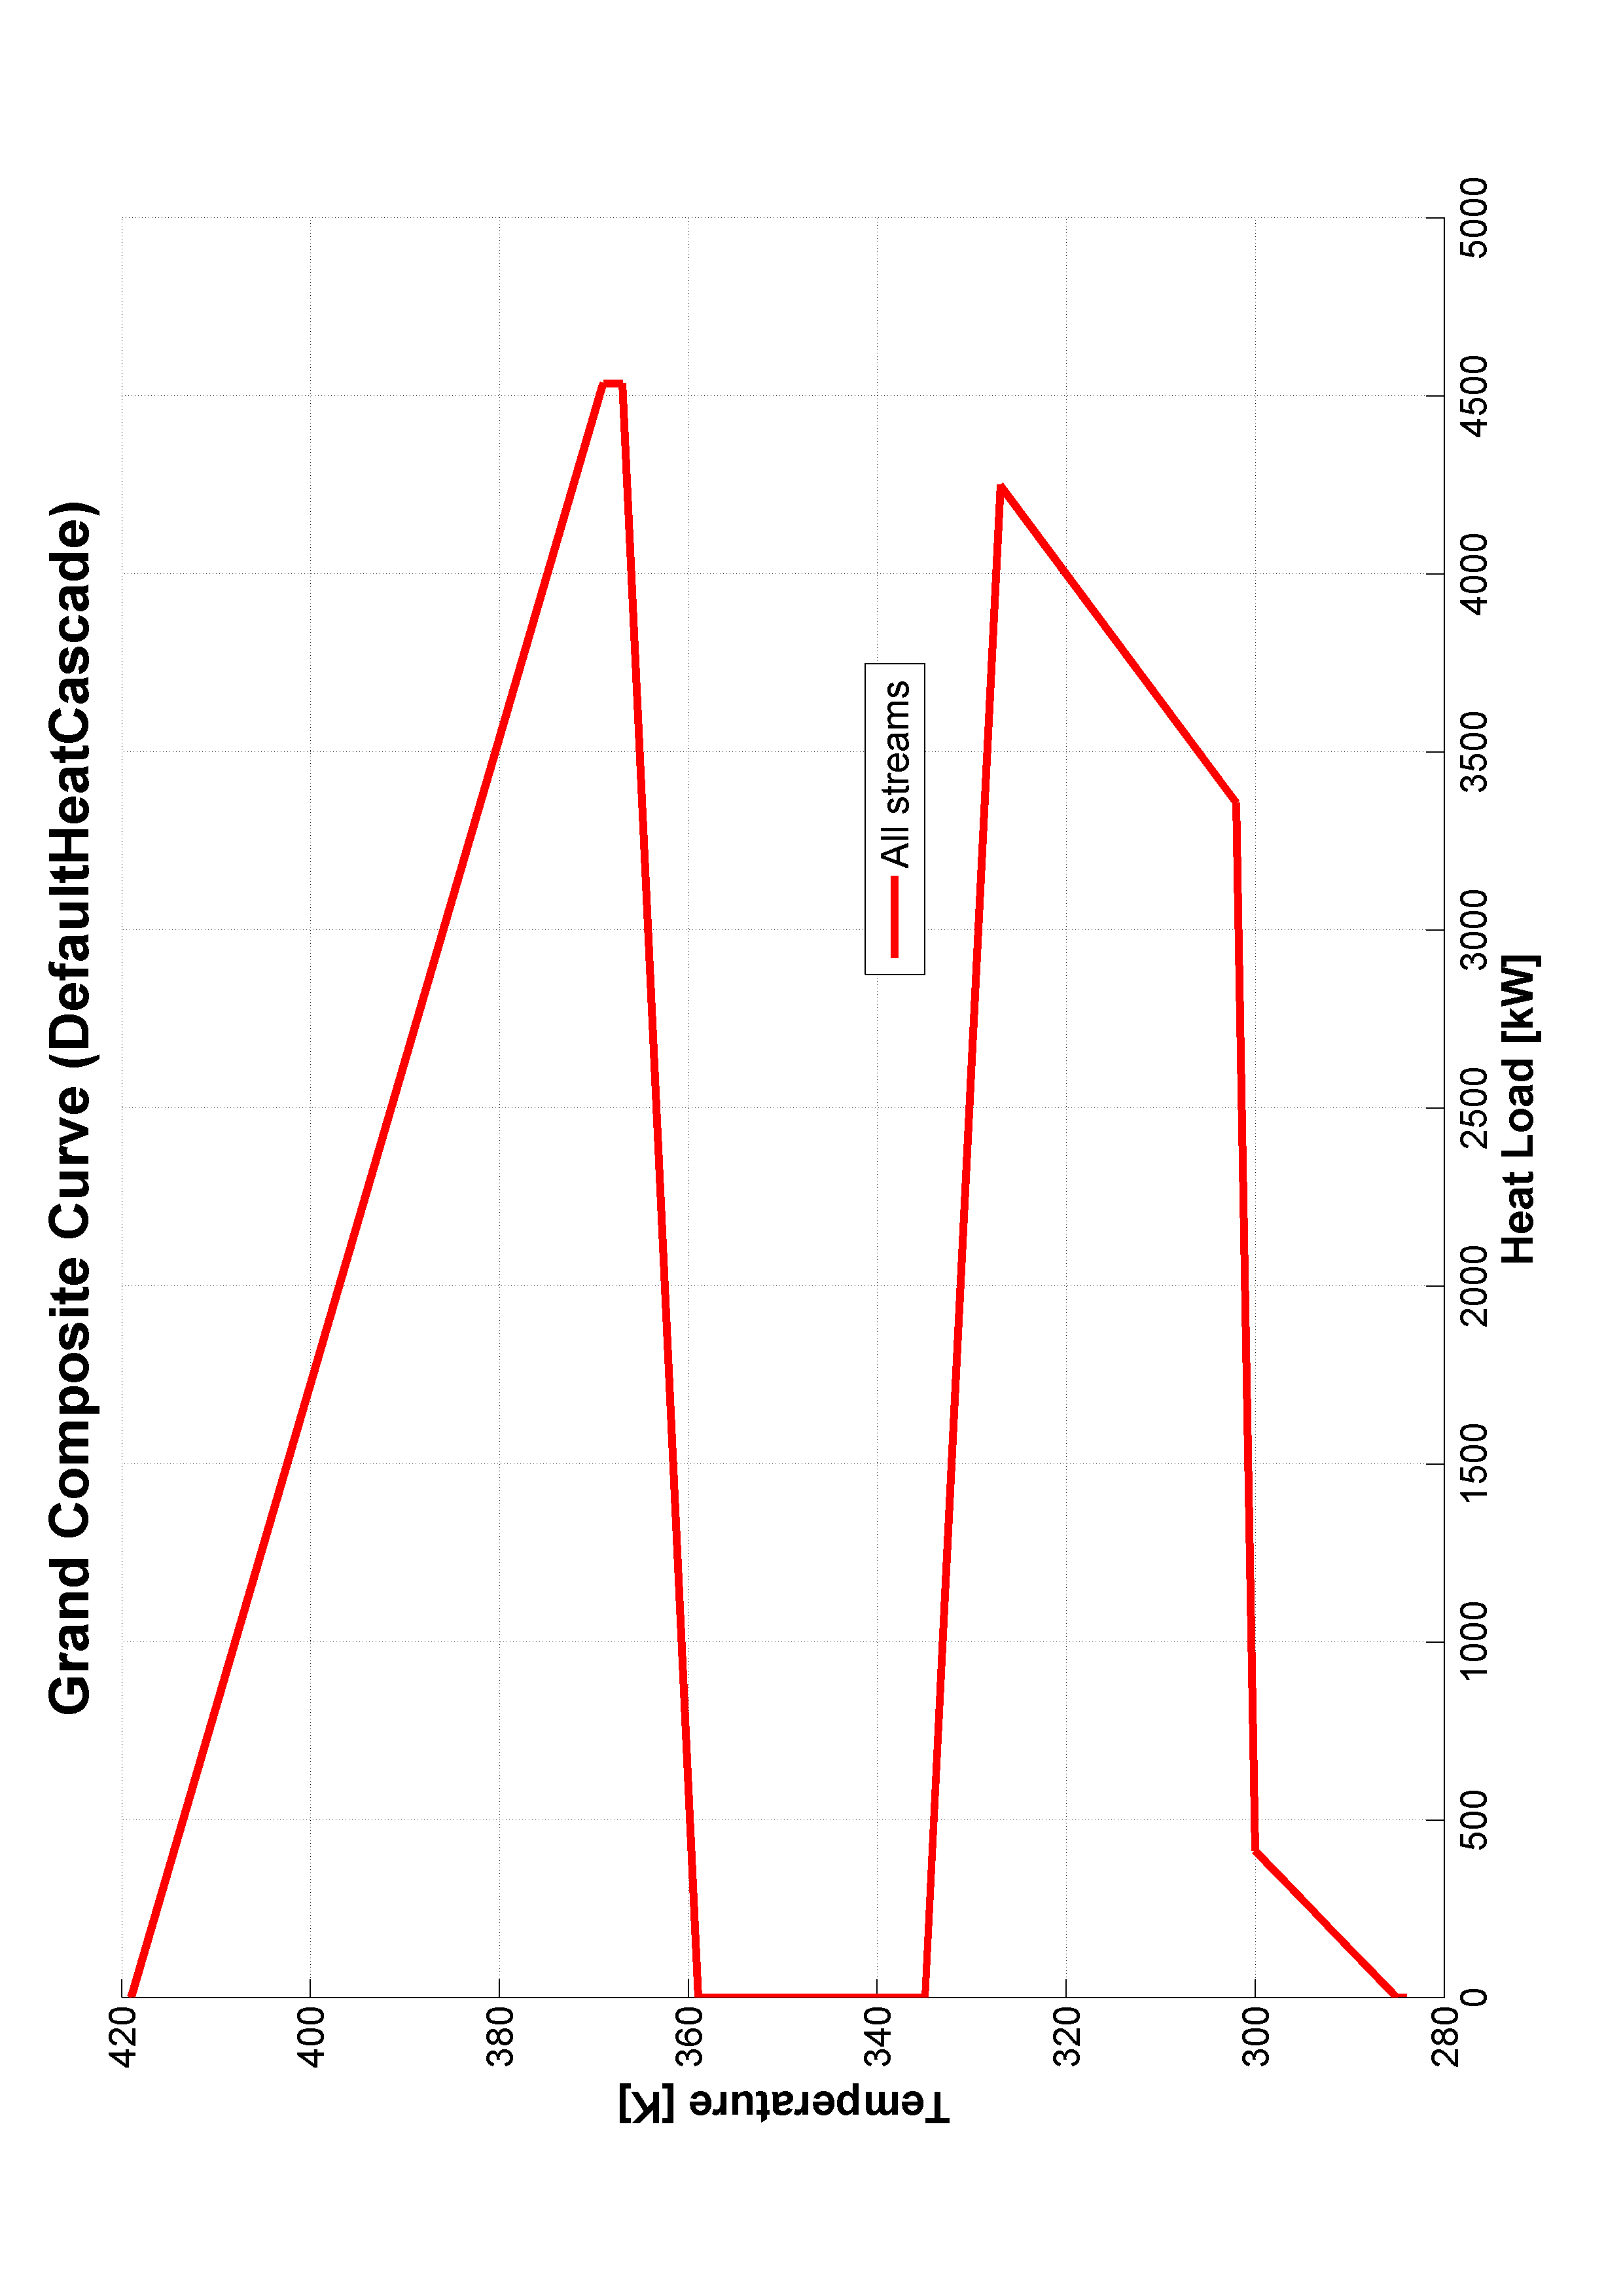 Grand Composite Curve (DefaultHeatCascade)
Temperature [K]
420
400
380
360
340
320
300
280
All streams
0 500 1000 1500 2000 2500 3000 3500 4000 4500 5000
Heat Load [kW]